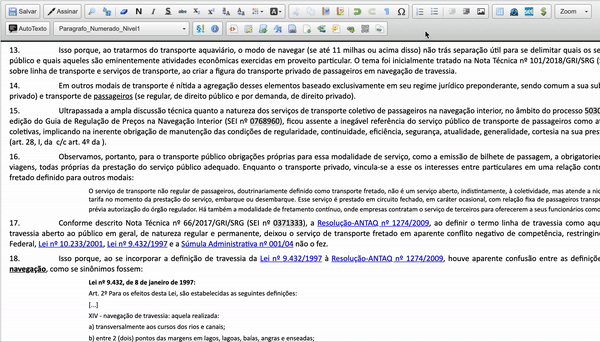 Salvar Assinar N I S Zoom
AutoTexto Paragrafo_Numerado_Nivel1
13. Isso porque, ao tratarmos do transporte aquaviário, o modo de navegar (se até 11 milhas ou acima disso) não trás separação útil para se delimitar quais os se
público e quais aqueles são eminentemente atividades econômicas exercidas em proveito particular. O tema foi inicialmente tratado na Nota Técnica nº 101/2018/GRI/SRG (
sobre linha de transporte e serviços de transporte, ao criar a figura do transporte privado de passageiros em navegação de travessia.
14. Em outros modais de transporte é nítida a agregação desses elementos baseado exclusivamente em seu regime jurídico preponderante, sendo comum a sua sub
privado) e transporte de passageiros (se regular, de direito público e por demanda, de direito privado).
15. Ultrapassada a ampla discussão técnica quanto a natureza dos serviços de transporte coletivo de passageiros na navegação interior, no âmbito do processo 5030
edição do Guia de Regulação de Preços na Navegação Interior (SEI nº 0768960), ficou assente a inegável referência do serviço público de transporte de passageiros como at
coletivas, implicando na inerente obrigação de manutenção das condições de regularidade, continuidade, eficiência, segurança, atualidade, generalidade, cortesia na sua prest
(art. 28, I, da c/c art. 4º da ).
16. Observamos, portanto, para o transporte público obrigações próprias para essa modalidade de serviço, como a emissão de bilhete de passagem, a obrigatoried
viagens, todas próprias da prestação do serviço público adequado. Enquanto o transporte privado, vincula-se a esse os interesses entre particulares em uma relação contr
fretado definido para outros modais:
O serviço de transporte não regular de passageiros, doutrinariamente definido como transporte fretado, não é um serviço aberto, indistintamente, à coletividade, mas atende a nic
tarifa no momento da prestação do serviço, embarque ou desembarque. Esse serviço é prestado em circuito fechado, em caráter ocasional, com relação fixa de passageiros transpo
prévia autorização do órgão regulador. Há também a modalidade de fretamento contínuo, onde empresas contratam o serviço de terceiros para oferecerem a seus funcionários como
17. Conforme descrito Nota Técnica nº 66/2017/GRI/SRG (SEI nº 0371333), a Resolução-ANTAQ nº 1274/2009, ao definir o termo linha de travessia como aqu
travessia aberto ao público em geral, de natureza regular e permanente, deixou o serviço de transporte fretado em aparente conflito negativo de competência, restringin
Federal, Lei nº 10.233/2001, Lei nº 9.432/1997 e a Súmula Administrativa nº 001/04 não o fez.
18. Isso porque, ao se incorporar a definição de travessia da Lei nº 9.432/1997 à Resolução-ANTAQ nº 1274/2009, houve aparente confusão entre as definiçõe
navegação, como se sinônimos fossem:
Lei nº 9.432, de 8 de janeiro de 1997:
Art. 2º Para os efeitos desta Lei, são estabelecidas as seguintes definições:
[...]
XIV - navegação de travessia: aquela realizada:
a) transversalmente aos cursos dos rios e canais;
b) entre 2 (dois) pontos das margens em lagos, lagoas, baías, angras e enseadas;